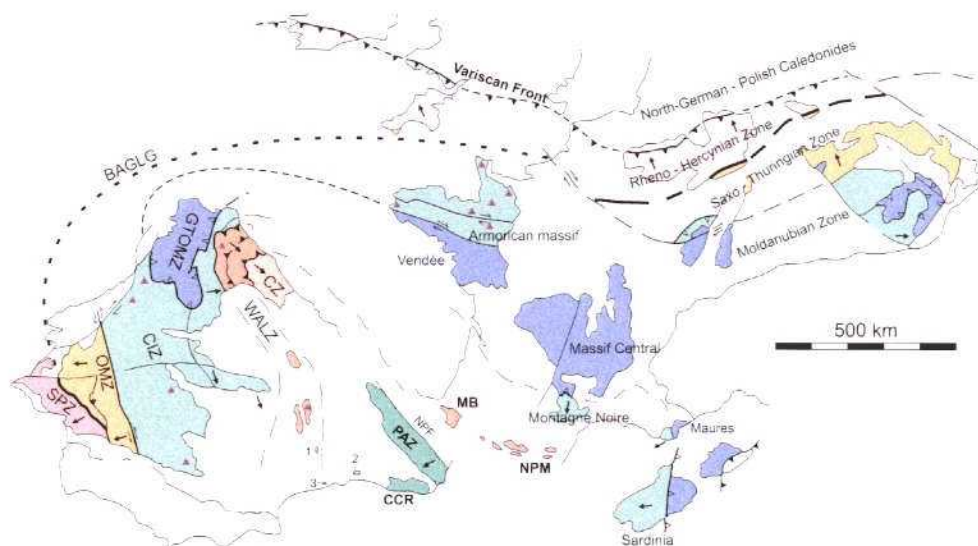 Variscan Front
North-German - Polish Caledonides
BAGLG
Rheno - Hercynian Zone
Saxo - Thuringian Zone
GTOMZ
Armorican massif
Moldanubian Zone
Vendée
CZ
WALZ
500 km
CIZ
Massif Central
OMZ
SPZ
MB
NPF
PAZ
Montagne Noire
Maures
1
2
NPM
3
CCR
Sardinia